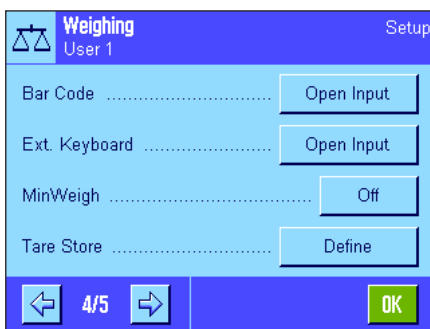 Weighing Setup
User 1
Bar Code ............................ Open Input
Ext. Keyboard ...................... Open Input
MinWeigh ................................... Off
Tare Store ........................... Define
4/5 OK